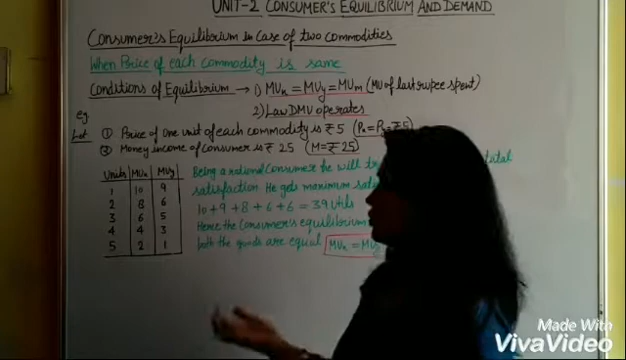 UNIT-2 CONSUMER'S EQUILIBRIUM AND DEMAND
Consumer's Equilibrium in case of two commodities
When Price of each commodity is same
Conditions of Equilibrium → 1) MUx = MUy = MUm (MU of last rupee spent)
2) Law DMU operates
eg.
Let ① Price of one unit of each commodity is ₹5 (Px = Py = ₹5)
② Money income of consumer is ₹ 25 (M = ₹ 25)
Units MUx MUy
1 10 9
2 8 6
3 6 5
4 4 3
5 2 1
Being a rational consumer he will
satisfaction He gets maximum
10 + 9 + 8 + 6 + 6 = 39 utils
Hence the Consumer's equilibrium
both the goods are equal MUx = MUy
Made With
VivaVideo